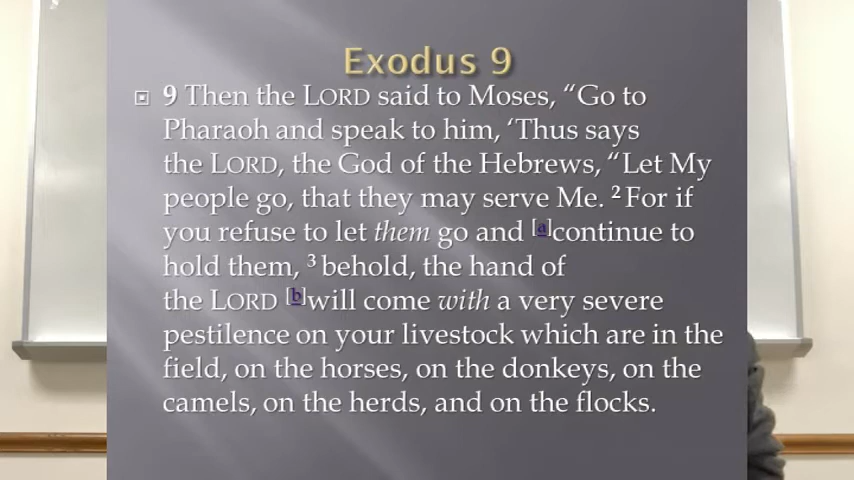 Exodus 9
9 Then the LORD said to Moses, “Go to
Pharaoh and speak to him, ‘Thus says
the LORD, the God of the Hebrews, “Let My
people go, that they may serve Me. ² For if
you refuse to let them go and [a]continue to
hold them, ³ behold, the hand of
the LORD [b]will come with a very severe
pestilence on your livestock which are in the
field, on the horses, on the donkeys, on the
camels, on the herds, and on the flocks.